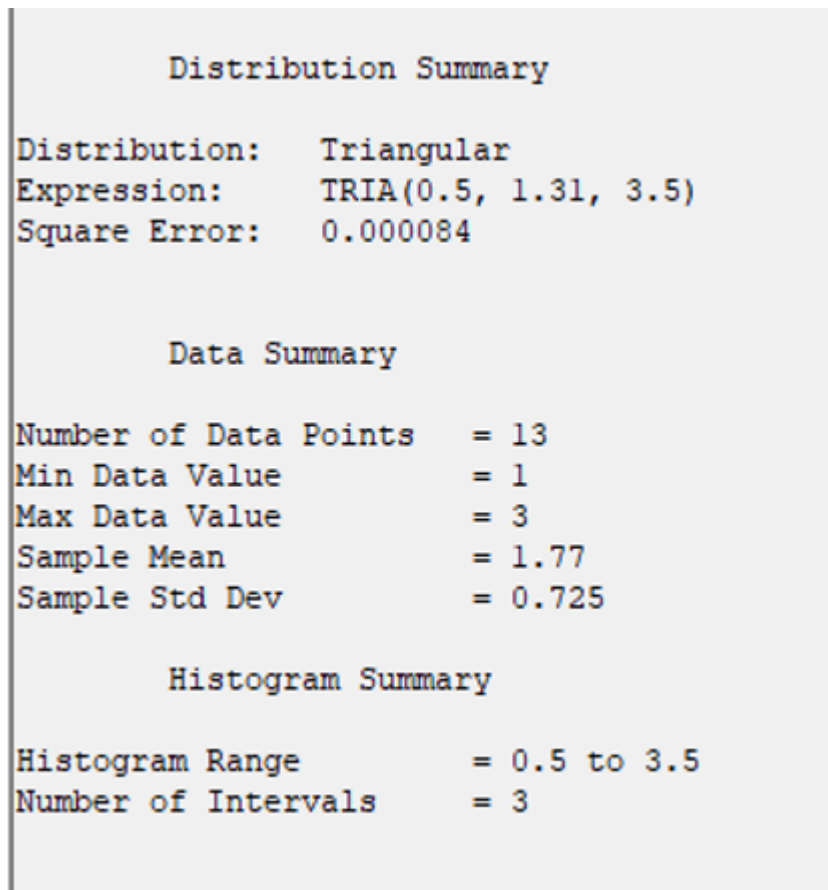 Distribution Summary
Distribution: Triangular
Expression: TRIA(0.5, 1.31, 3.5)
Square Error: 0.000084
Data Summary
Number of Data Points = 13
Min Data Value = 1
Max Data Value = 3
Sample Mean = 1.77
Sample Std Dev = 0.725
Histogram Summary
Histogram Range = 0.5 to 3.5
Number of Intervals = 3